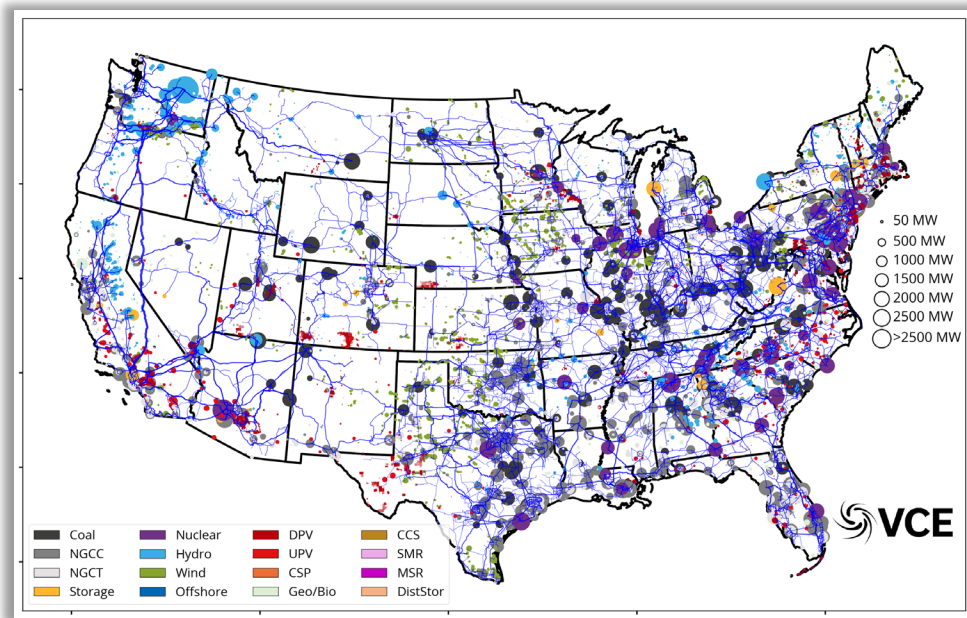 50 MW
500 MW
1000 MW
1500 MW
2000 MW
2500 MW
>2500 MW
VCE
Coal Nuclear DPV CCS
NGCC Hydro UPV SMR
NGCT Wind CSP MSR
Storage Offshore Geo/Bio DistStor